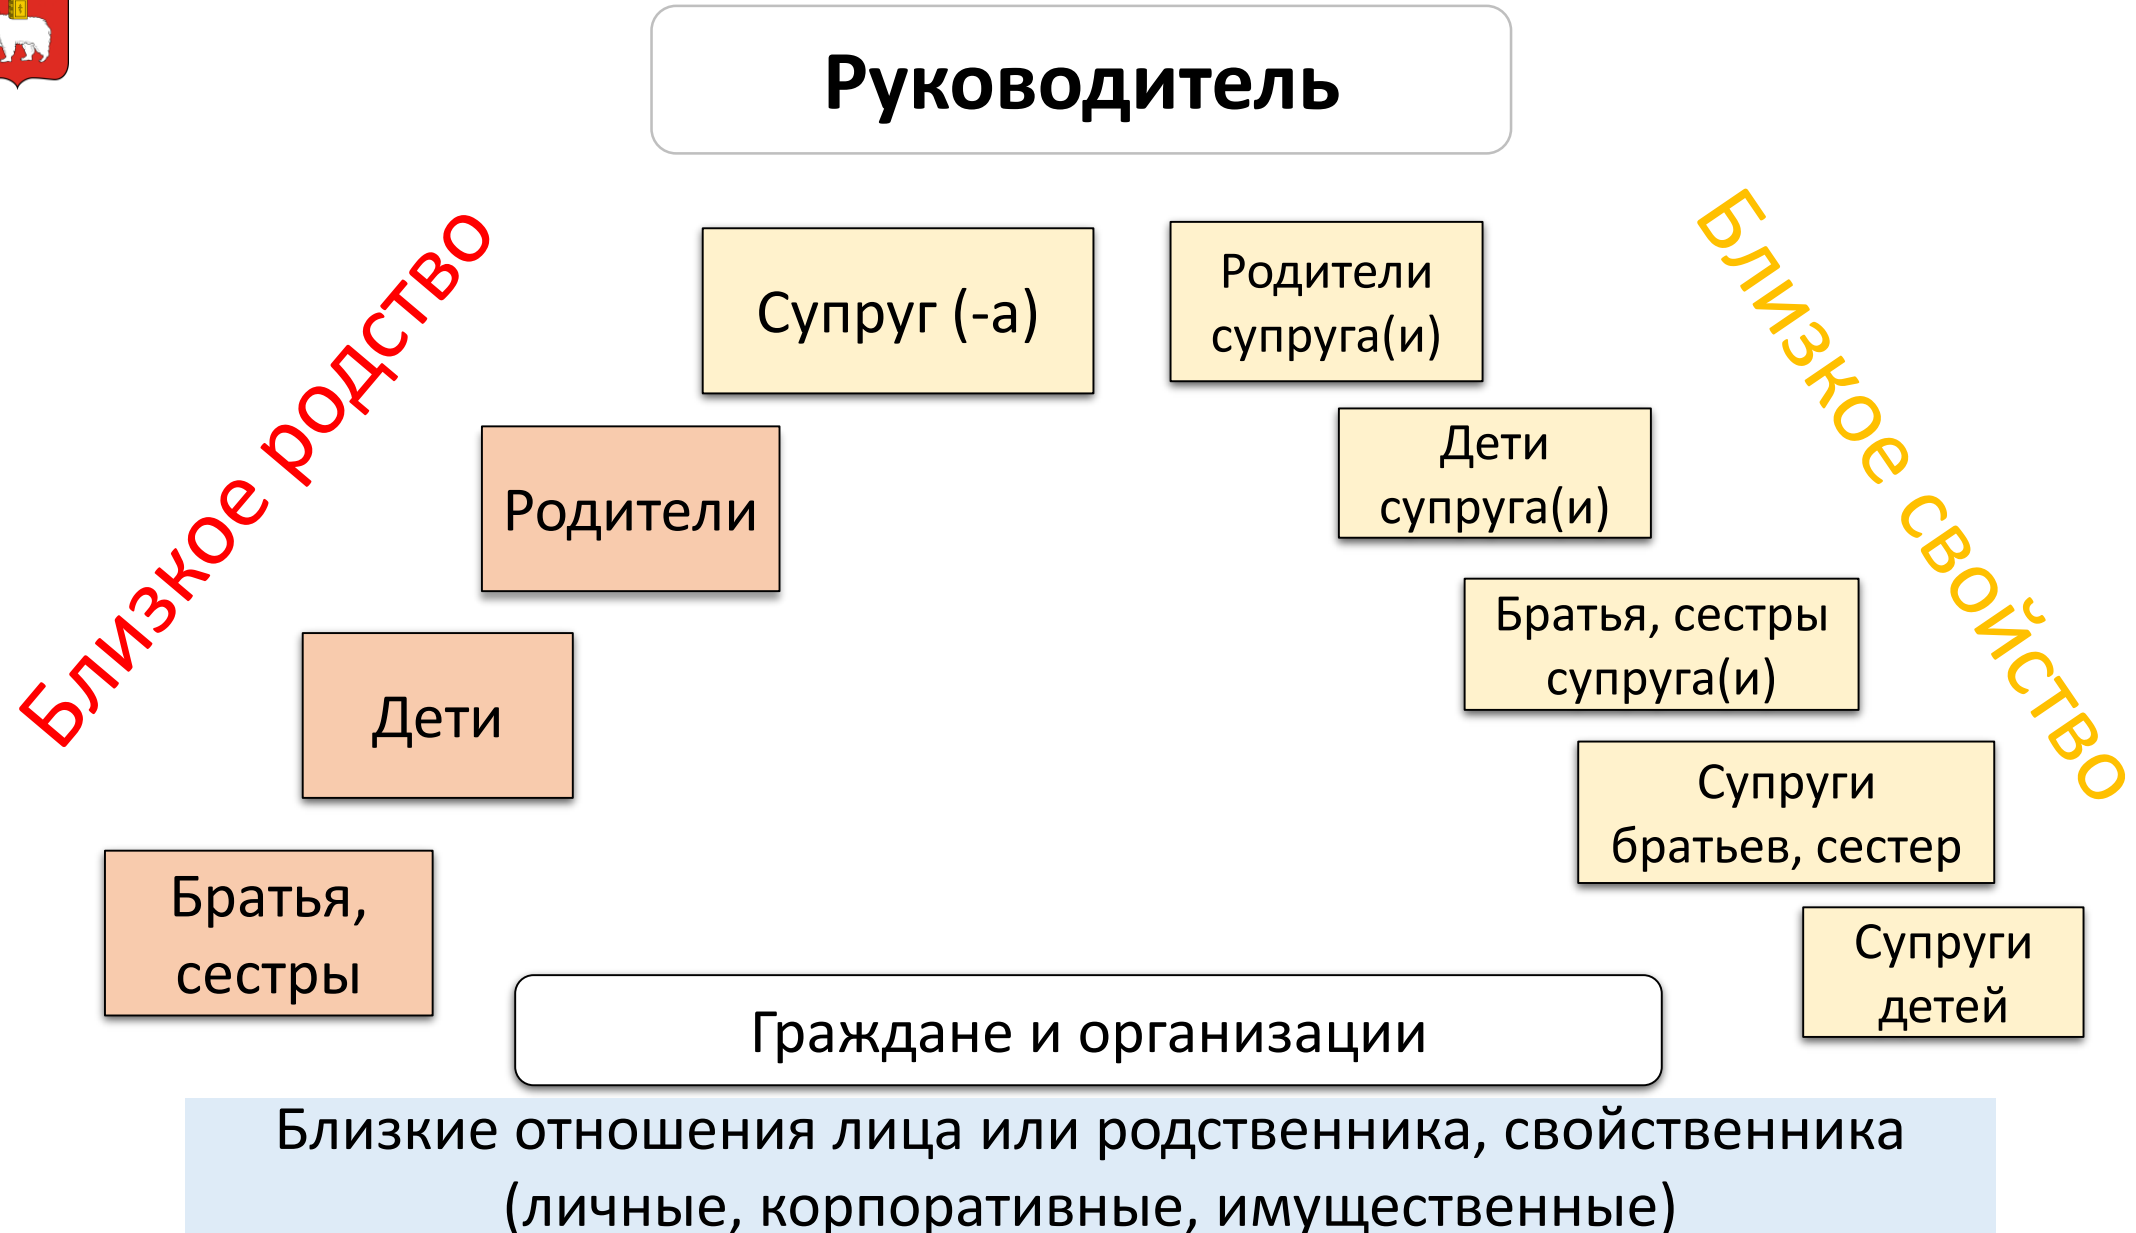 Руководитель
Близкое родство
Близкое свойство
Супруг (-а)
Родители
супруга(и)
Родители
Дети
супруга(и)
Дети
Братья, сестры
супруга(и)
Братья,
сестры
Супруги
братьев, сестер
Супруги
детей
Граждане и организации
Близкие отношения лица или родственника, свойственника
(личные, корпоративные, имущественные)